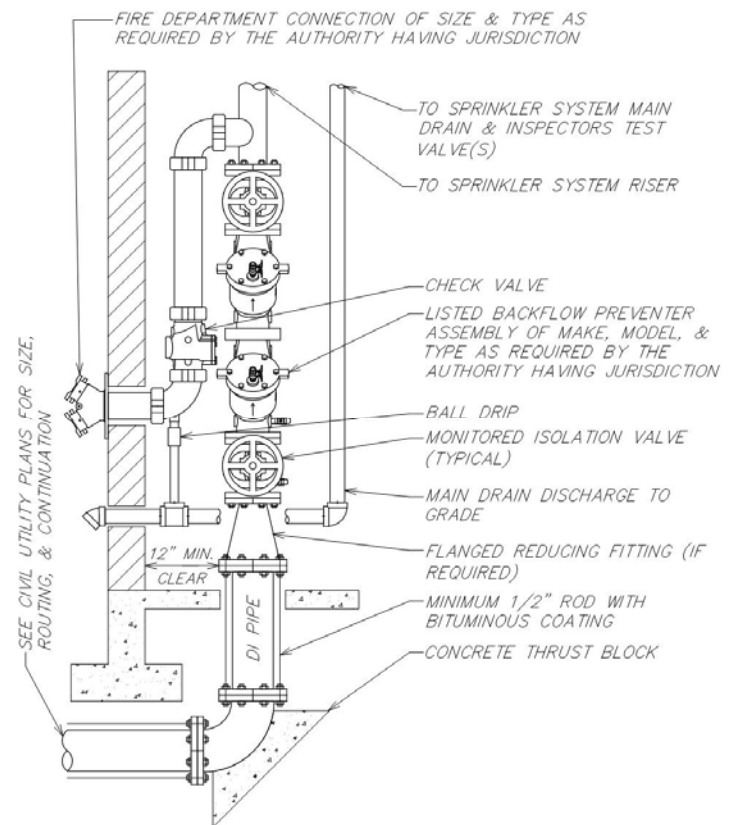 FIRE DEPARTMENT CONNECTION OF SIZE & TYPE AS
REQUIRED BY THE AUTHORITY HAVING JURISDICTION
TO SPRINKLER SYSTEM MAIN
DRAIN & INSPECTORS TEST
VALVE(S)
TO SPRINKLER SYSTEM RISER
CHECK VALVE
LISTED BACKFLOW PREVENTER
ASSEMBLY OF MAKE, MODEL, &
TYPE AS REQUIRED BY THE
AUTHORITY HAVING JURISDICTION
BALL DRIP
MONITORED ISOLATION VALVE
(TYPICAL)
MAIN DRAIN DISCHARGE TO
GRADE
FLANGED REDUCING FITTING (IF
REQUIRED)
MINIMUM 1/2" ROD WITH
BITUMINOUS COATING
CONCRETE THRUST BLOCK
SEE CIVIL UTILITY PLANS FOR SIZE,
ROUTING, & CONTINUATION
12" MIN.
CLEAR
DI PIPE